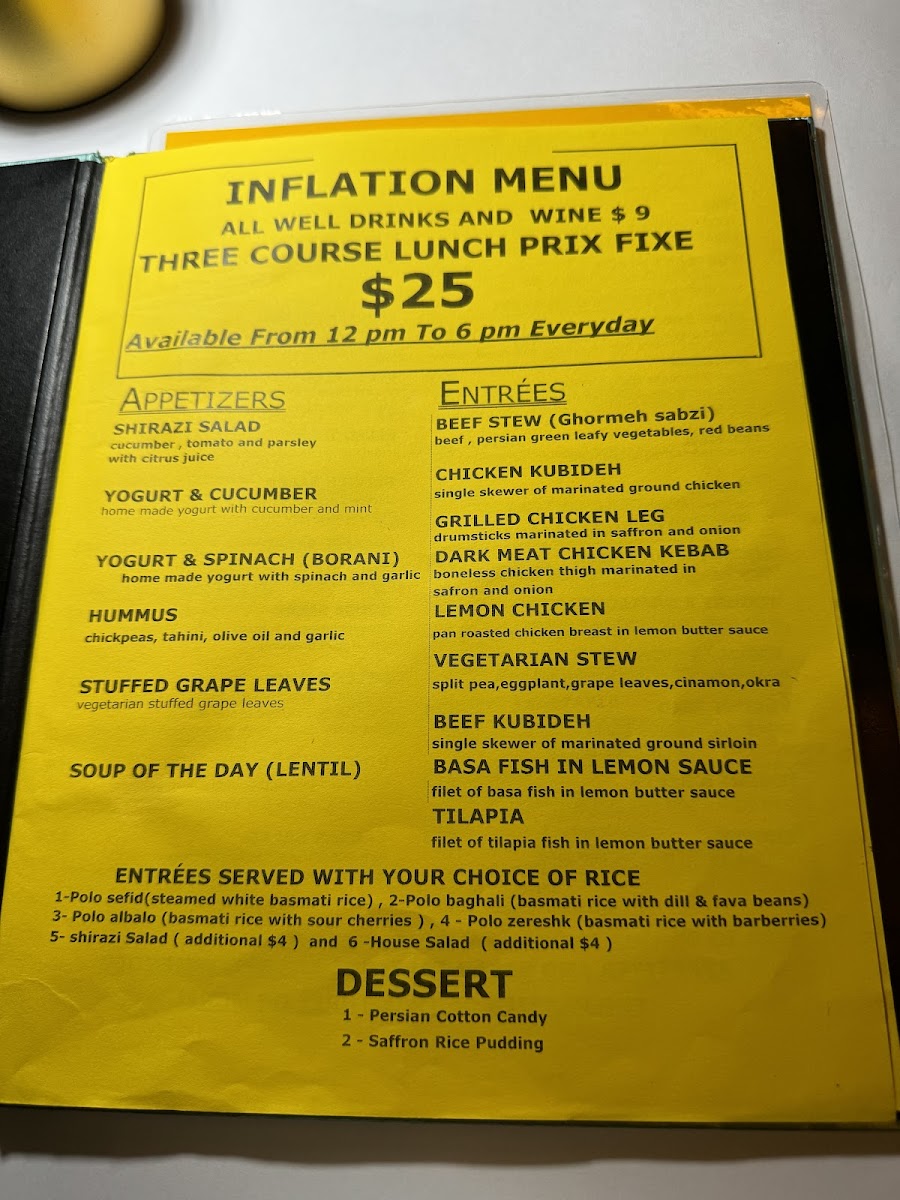 INFLATION MENU
ALL WELL DRINKS AND WINE $ 9
THREE COURSE LUNCH PRIX FIXE
$25
Available From 12 pm To 6 pm Everyday
APPETIZERS
SHIRAZI SALAD
cucumber , tomato and parsley
with citrus juice
YOGURT & CUCUMBER
home made yogurt with cucumber and mint
YOGURT & SPINACH (BORANI)
home made yogurt with spinach and garlic
HUMMUS
chickpeas, tahini, olive oil and garlic
STUFFED GRAPE LEAVES
vegetarian stuffed grape leaves
SOUP OF THE DAY (LENTIL)
ENTRÉES
BEEF STEW (Ghormeh sabzi)
beef , persian green leafy vegetables, red beans
CHICKEN KUBIDEH
single skewer of marinated ground chicken
GRILLED CHICKEN LEG
drumsticks marinated in saffron and onion
DARK MEAT CHICKEN KEBAB
boneless chicken thigh marinated in
safron and onion
LEMON CHICKEN
pan roasted chicken breast in lemon butter sauce
VEGETARIAN STEW
split pea,eggplant,grape leaves,cinamon,okra
BEEF KUBIDEH
single skewer of marinated ground sirloin
BASA FISH IN LEMON SAUCE
filet of basa fish in lemon butter sauce
TILAPIA
filet of tilapia fish in lemon butter sauce
ENTRÉES SERVED WITH YOUR CHOICE OF RICE
1-Polo sefid(steamed white basmati rice) , 2-Polo baghali (basmati rice with dill & fava beans)
3- Polo albalo (basmati rice with sour cherries ) , 4 - Polo zereshk (basmati rice with barberries)
5- shirazi Salad ( additional $4 ) and 6 -House Salad ( additional $4 )
DESSERT
1 - Persian Cotton Candy
2 - Saffron Rice Pudding